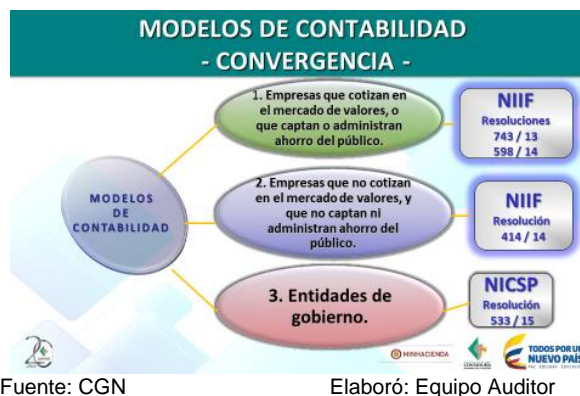 MODELOS DE CONTABILIDAD
- CONVERGENCIA -
1. Empresas que cotizan en
el mercado de valores, o
que captan o administran
ahorro del público.
NIIF
Resoluciones
743 / 13
598 / 14
MODELOS
DE
CONTABILIDAD
2. Empresas que no cotizan
en el mercado de valores, y
que no captan ni
administran ahorro del
público.
NIIF
Resolución
414 / 14
3. Entidades de
gobierno.
NICSP
Resolución
533 / 15
MINHACIENDA
TODOS POR UN
NUEVO PAÍS
PAZ EQUIDAD EDUCACIÓN
Fuente: CGN
Elaboró: Equipo Auditor